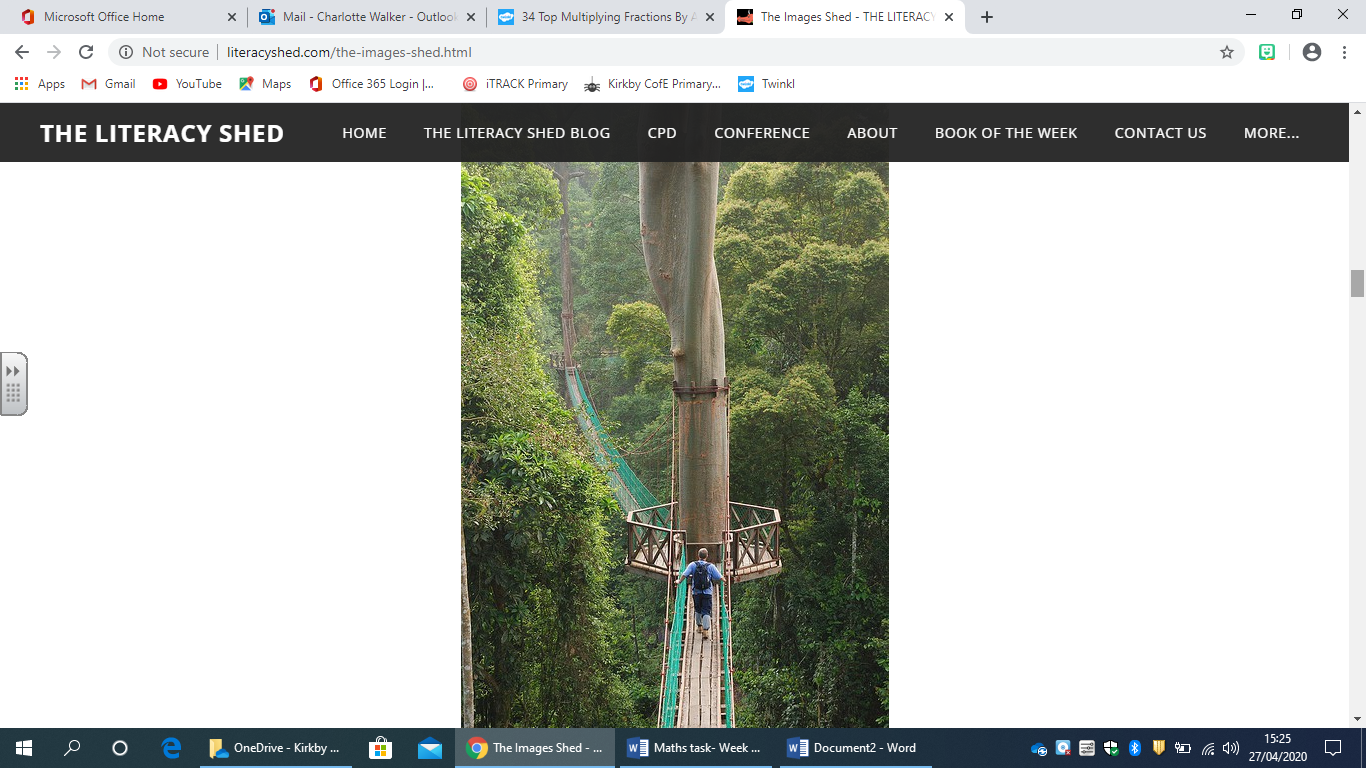 Microsoft Office Home
Mail - Charlotte Walker - Outlook
34 Top Multiplying Fractions By
The Images Shed - THE LITERACY
Not secure
literacyshed.com/the-images-shed.html
Apps
Gmail
YouTube
Maps
Office 365 Login |...
iTRACK Primary
Kirkby CofE Primary...
Twinkl
THE LITERACY SHED
HOME
THE LITERACY SHED BLOG
CPD
CONFERENCE
ABOUT
BOOK OF THE WEEK
CONTACT US
MORE...
OneDrive - Kirkby ...
The Images Shed - ...
Maths task- Week ...
Document2 - Word
15:25
27/04/2020